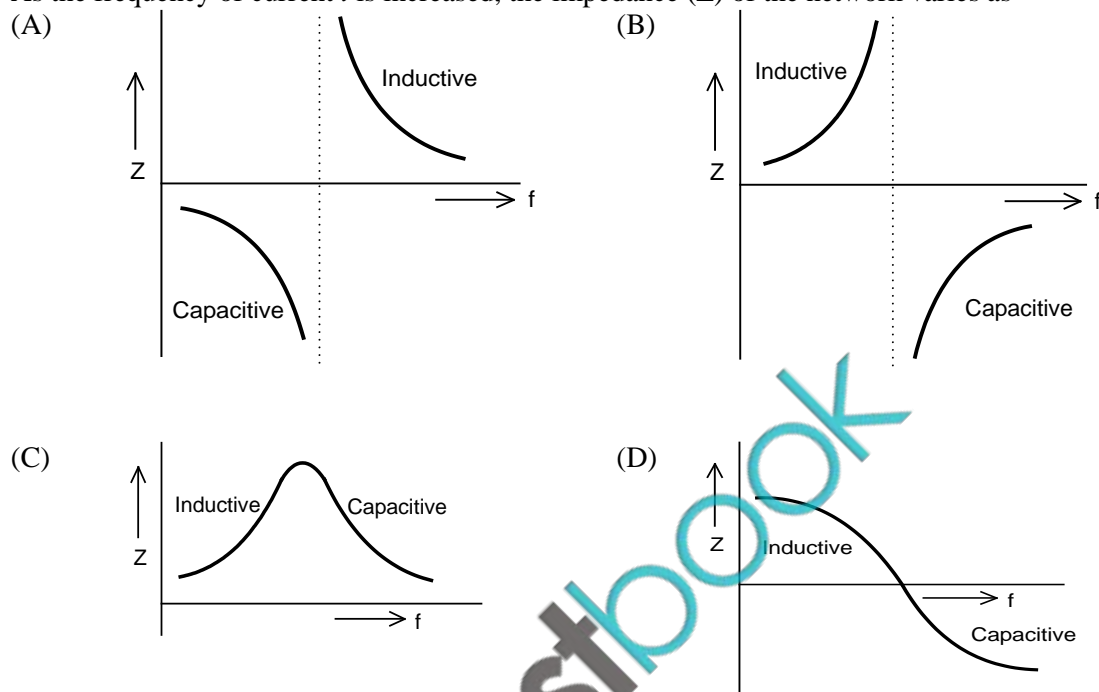 As the frequency of current i is increased, the impedance (Z) of the network varies as
(A)
Inductive
Z
f
Capacitive
(B)
Inductive
Z
f
Capacitive
(C)
Inductive
Capacitive
Z
f
(D)
Z
Inductive
f
Capacitive
stbook